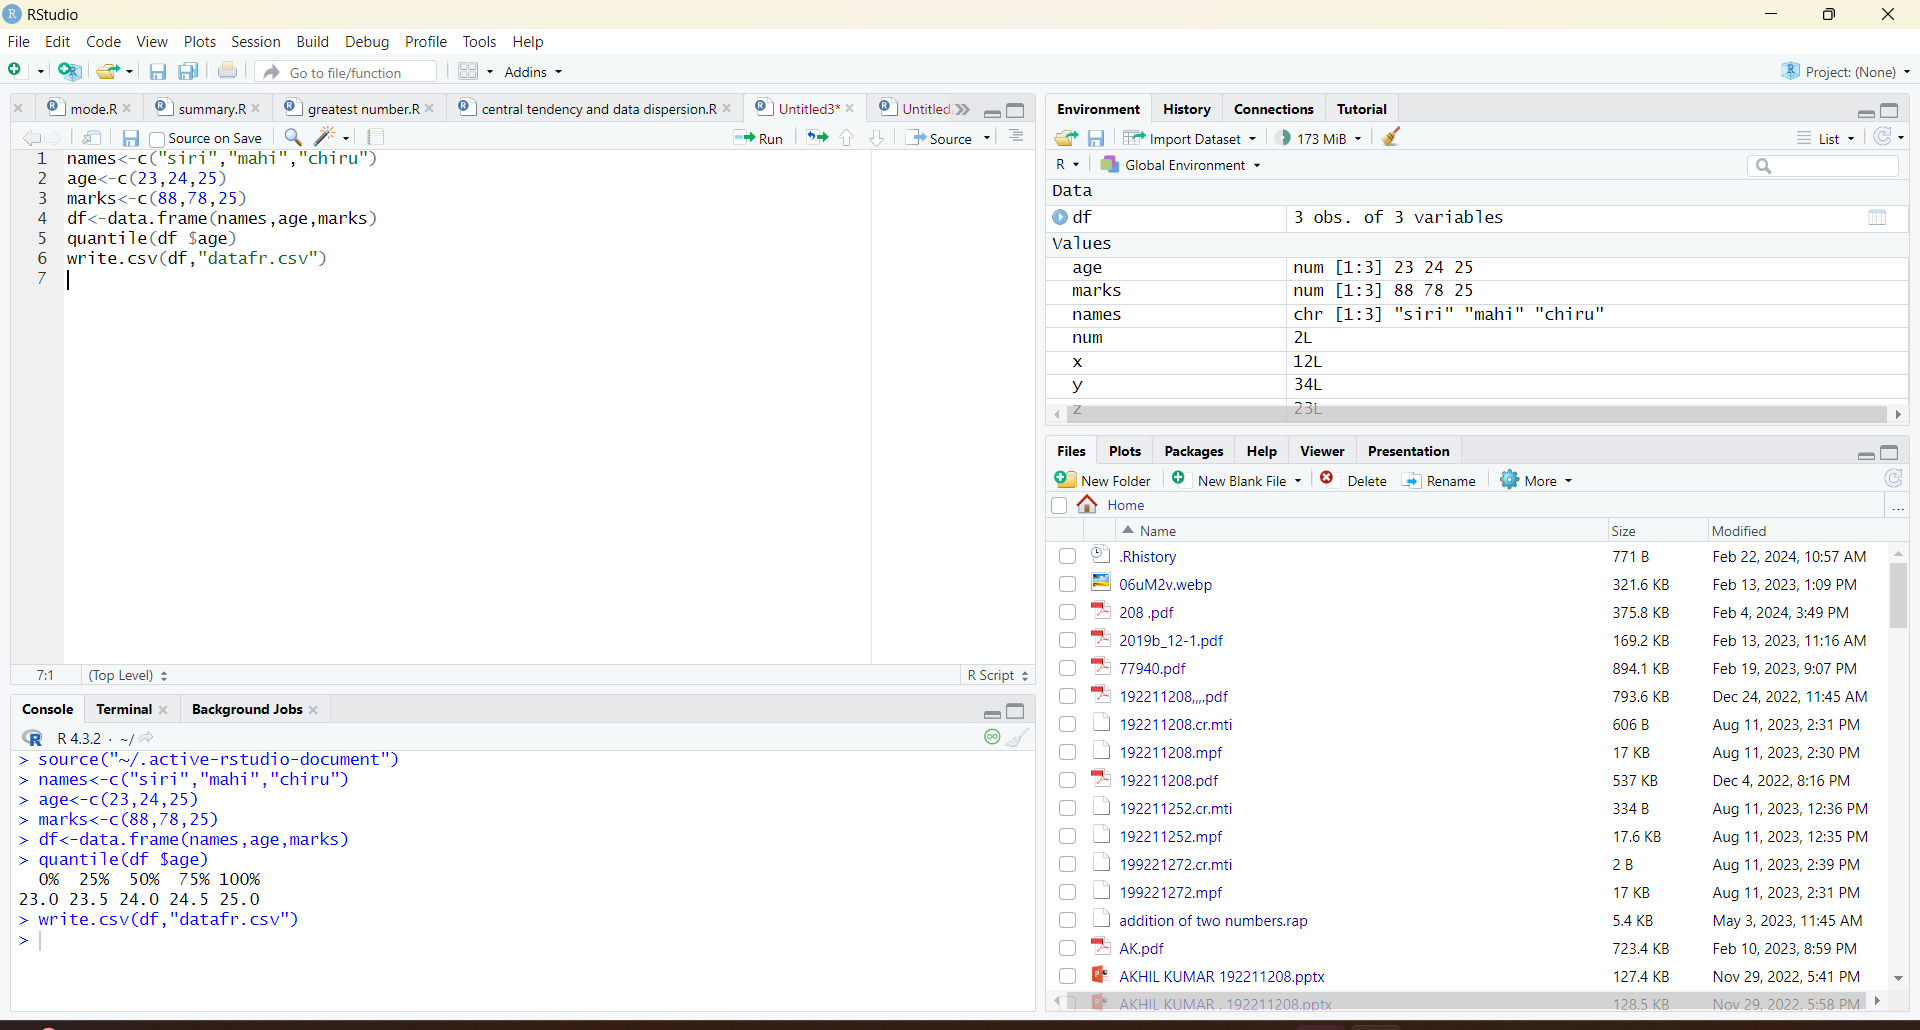 RStudio
File Edit Code View Plots Session Build Debug Profile Tools Help
Go to file/function Addins Project: (None)
mode.R summary.R greatest number.R central tendency and data dispersion.R Untitled3* Untitled
Source on Save Run Source
1 names<-c("siri","mahi","chiru")
2 age<-c(23,24,25)
3 marks<-c(88,78,25)
4 df<-data.frame(names,age,marks)
5 quantile(df $age)
6 write.csv(df,"datafr.csv")
7
7:1 (Top Level) R Script
Console Terminal Background Jobs
R 4.3.2 · ~/
> source("~/.active-rstudio-document")
> names<-c("siri","mahi","chiru")
> age<-c(23,24,25)
> marks<-c(88,78,25)
> df<-data.frame(names,age,marks)
> quantile(df $age)
0% 25% 50% 75% 100%
23.0 23.5 24.0 24.5 25.0
> write.csv(df,"datafr.csv")
>
Environment History Connections Tutorial
Import Dataset 173 MiB List
R Global Environment
Data
df 3 obs. of 3 variables
Values
age num [1:3] 23 24 25
marks num [1:3] 88 78 25
names chr [1:3] "siri" "mahi" "chiru"
num 2L
x 12L
y 34L
z 23L
Files Plots Packages Help Viewer Presentation
New Folder New Blank File Delete Rename More
Home ...
Name Size Modified
.Rhistory 771 B Feb 22, 2024, 10:57 AM
06uM2v.webp 321.6 KB Feb 13, 2023, 1:09 PM
208 .pdf 375.8 KB Feb 4, 2024, 3:49 PM
2019b_12-1.pdf 169.2 KB Feb 13, 2023, 11:16 AM
77940.pdf 894.1 KB Feb 19, 2023, 9:07 PM
192211208,,,.pdf 793.6 KB Dec 24, 2022, 11:45 AM
192211208.cr.mti 606 B Aug 11, 2023, 2:31 PM
192211208.mpf 17 KB Aug 11, 2023, 2:30 PM
192211208.pdf 537 KB Dec 4, 2022, 8:16 PM
192211252.cr.mti 334 B Aug 11, 2023, 12:36 PM
192211252.mpf 17.6 KB Aug 11, 2023, 12:35 PM
199221272.cr.mti 2 B Aug 11, 2023, 2:39 PM
199221272.mpf 17 KB Aug 11, 2023, 2:31 PM
addition of two numbers.rap 5.4 KB May 3, 2023, 11:45 AM
AK.pdf 723.4 KB Feb 10, 2023, 8:59 PM
AKHIL KUMAR 192211208.pptx 127.4 KB Nov 29, 2022, 5:41 PM
AKHIL KUMAR . 192211208.pptx 128.5 KB Nov 29, 2022, 5:58 PM